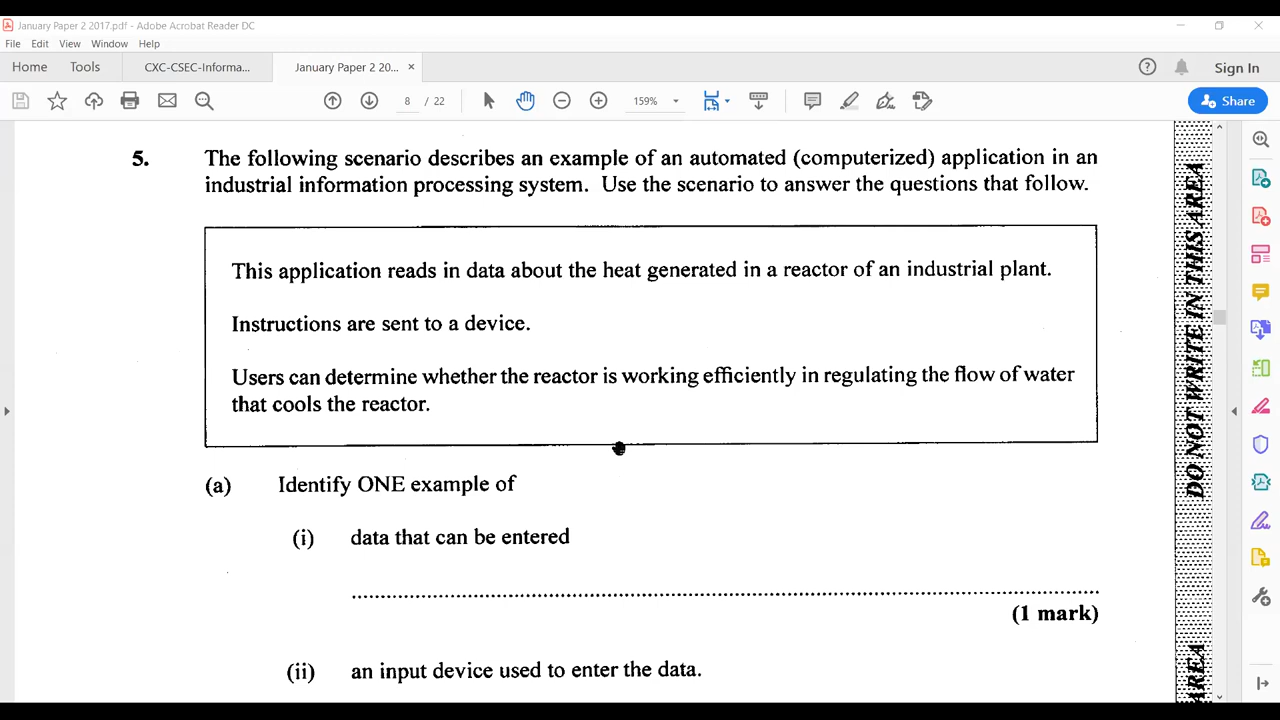 January Paper 2 2017.pdf - Adobe Acrobat Reader DC
File Edit View Window Help
Home Tools CXC-CSEC-Informa... January Paper 2 20... × Sign In
8 / 22 159% Share
5. The following scenario describes an example of an automated (computerized) application in an
industrial information processing system. Use the scenario to answer the questions that follow.
This application reads in data about the heat generated in a reactor of an industrial plant.
Instructions are sent to a device.
Users can determine whether the reactor is working efficiently in regulating the flow of water
that cools the reactor.
(a) Identify ONE example of
(i) data that can be entered
(1 mark)
(ii) an input device used to enter the data.
DO NOT WRITE IN THIS AREA
AREA